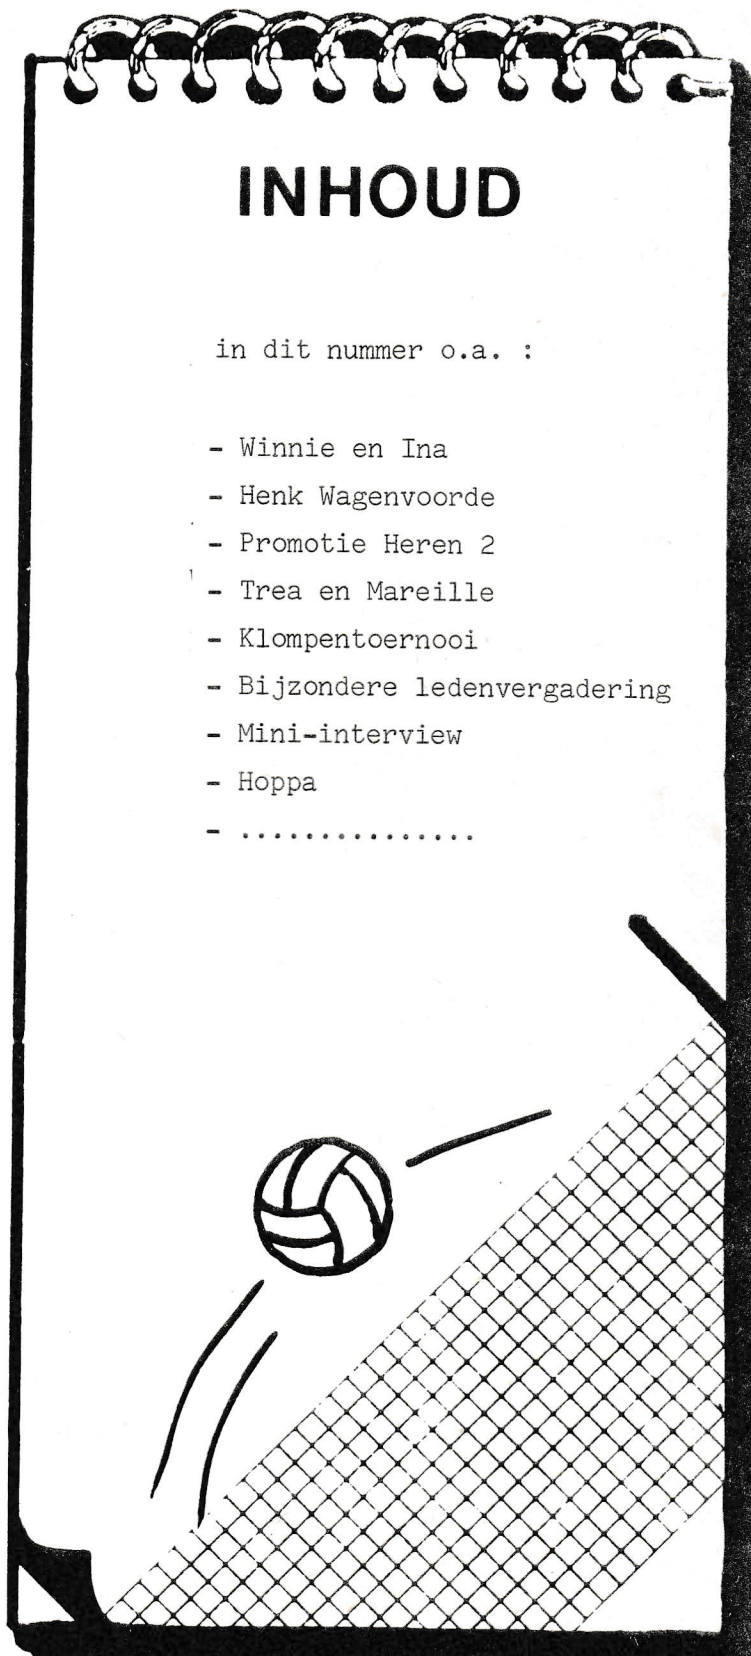 INHOUD
in dit nummer o.a. :
- Winnie en Ina
- Henk Wagenvoorde
- Promotie Heren 2
- Trea en Mareille
- Klompentoernooi
- Bijzondere ledenvergadering
- Mini-interview
- Hoppa
- ...............